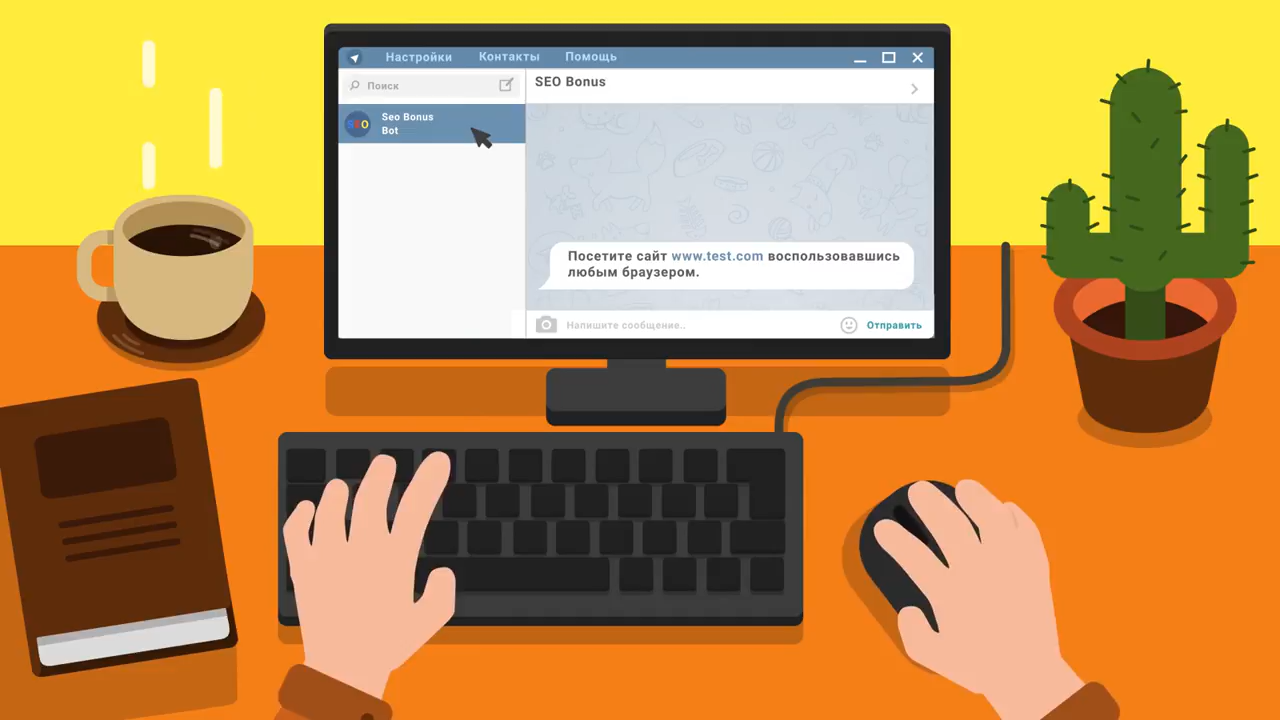 Настройки Контакты Помощь
Поиск
SEO Bonus
SEO
Seo Bonus
Bot
Посетите сайт www.test.com воспользовавшись
любым браузером.
Напишите сообщение..
Отправить